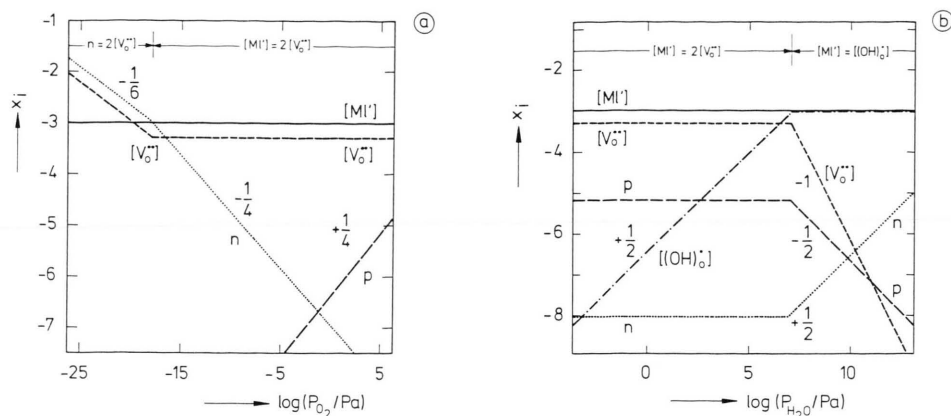 ⓐ
-1
-2
-3
-4
-5
-6
-7
x_i
n = 2[V_o^••]
[Ml'] = 2[V_o^••]
-1/6
[Ml']
[V_o^••]
[V_o^••]
-1/4
n
+1/4
p
-25
-15
-5
5
log(P_O₂/Pa)
ⓑ
-2
-4
-6
-8
x_i
[Ml'] = 2[V_o^••]
[Ml'] = [(OH)_o^•]
[Ml']
[V_o^••]
[V_o^••]
-1
p
n
+1/2
[(OH)_o^•]
-1/2
p
n
+1/2
0
5
10
log(P_H₂O/Pa)